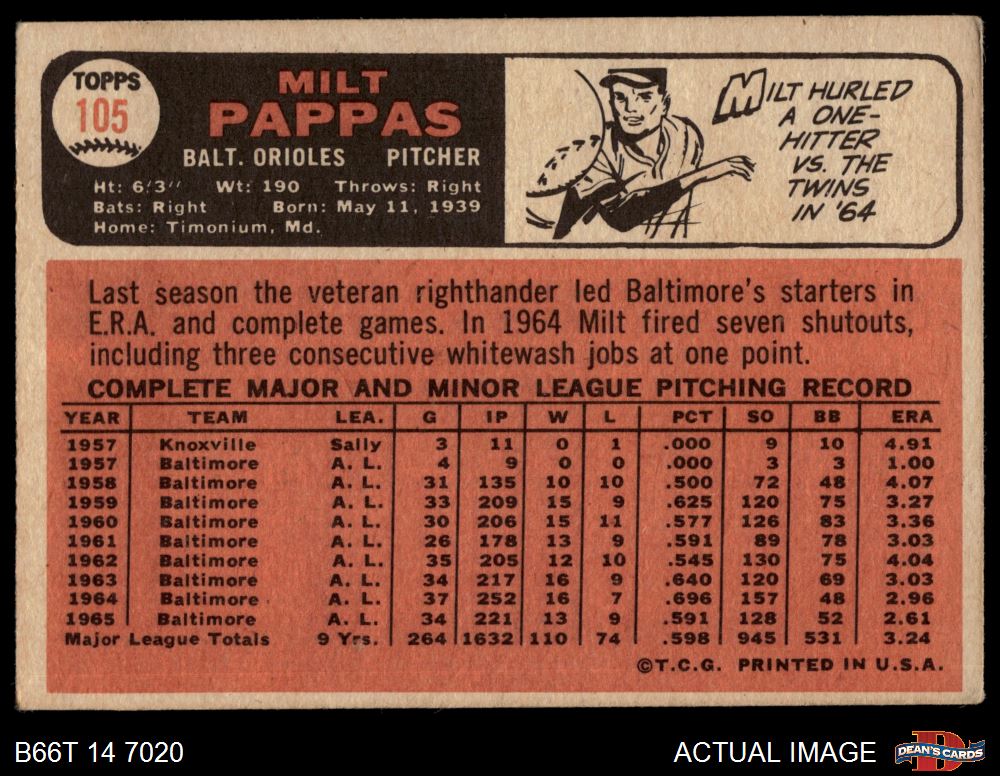 TOPPS
105
MILT
PAPPAS
BALT. ORIOLES PITCHER
Ht: 6'3" Wt: 190 Throws: Right
Bats: Right Born: May 11, 1939
Home: Timonium, Md.
MILT HURLED
A ONE-
HITTER
VS. THE
TWINS
IN '64
Last season the veteran righthander led Baltimore's starters in
E.R.A. and complete games. In 1964 Milt fired seven shutouts,
including three consecutive whitewash jobs at one point.
COMPLETE MAJOR AND MINOR LEAGUE PITCHING RECORD
YEAR TEAM LEA. G IP W L PCT SO BB ERA
1957 Knoxville Sally 3 11 0 1 .000 9 10 4.91
1957 Baltimore A. L. 4 9 0 0 .000 3 3 1.00
1958 Baltimore A. L. 31 135 10 10 .500 72 48 4.07
1959 Baltimore A. L. 33 209 15 9 .625 120 75 3.27
1960 Baltimore A. L. 30 206 15 11 .577 126 83 3.36
1961 Baltimore A. L. 26 178 13 9 .591 89 78 3.03
1962 Baltimore A. L. 35 205 12 10 .545 130 75 4.04
1963 Baltimore A. L. 34 217 16 9 .640 120 69 3.03
1964 Baltimore A. L. 37 252 16 7 .696 157 48 2.96
1965 Baltimore A. L. 34 221 13 9 .591 128 52 2.61
Major League Totals 9 Yrs. 264 1632 110 74 .598 945 531 3.24
©T.C.G. PRINTED IN U.S.A.
B66T 14 7020
ACTUAL IMAGE
DEAN'S CARDS